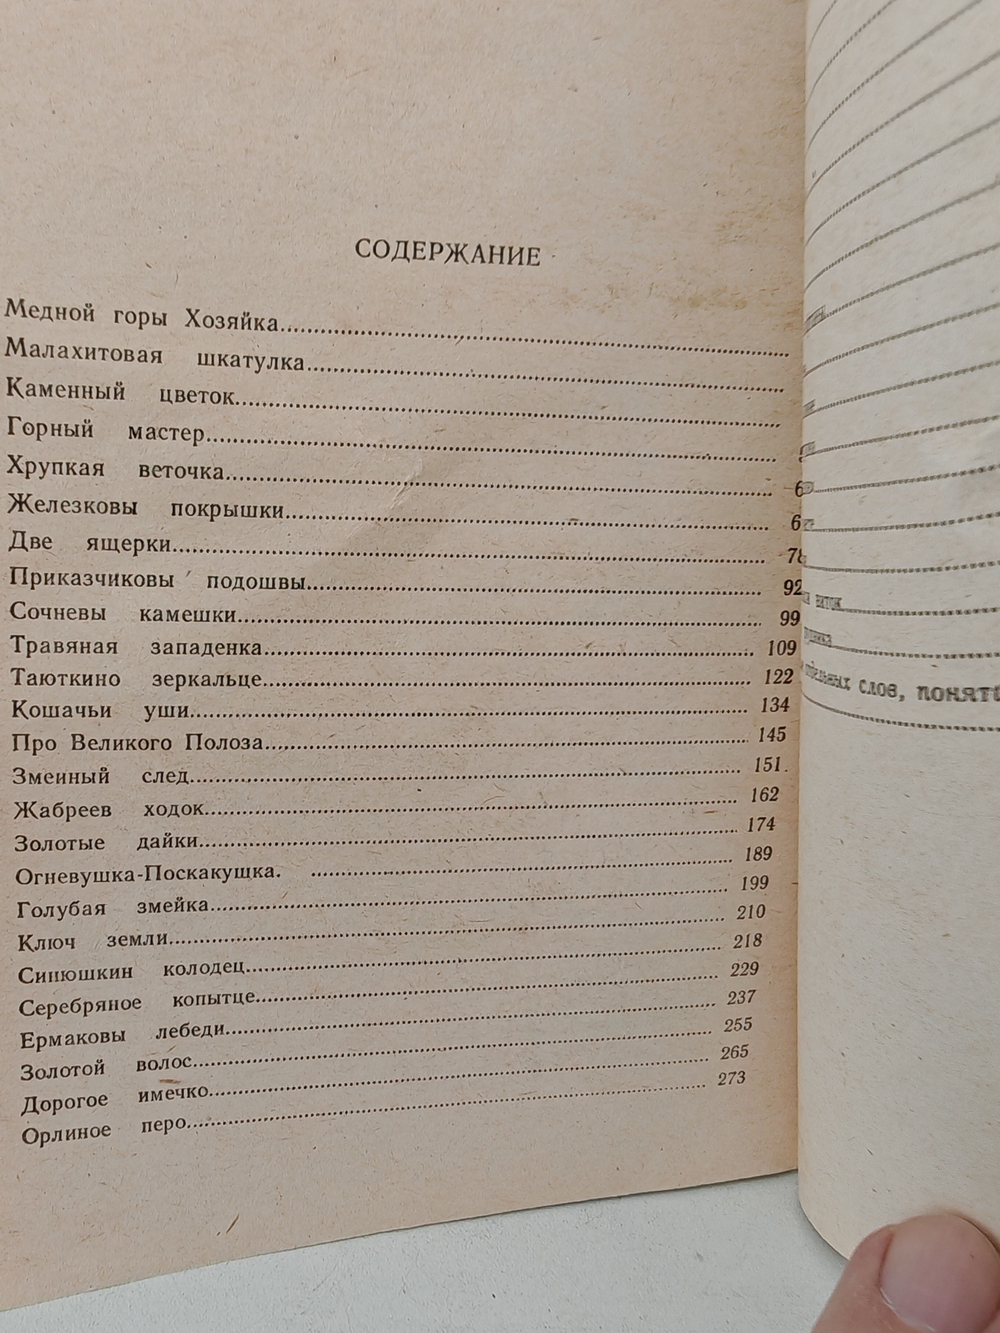 СОДЕРЖАНИЕ
Медной горы Хозяйка
Малахитовая шкатулка
Каменный цветок
Горный мастер
Хрупкая веточка
Железковы покрышки
Две ящерки 78
Приказчиковы подошвы 92
Сочневы камешки 99
Травяная западенка 109
Таюткино зеркальце 122
Кошачьи уши 134
Про Великого Полоза 145
Змеиный след 151
Жабреев ходок 162
Золотые дайки 174
Огневушка-Поскакушка. 189
Голубая змейка 199
Ключ земли 210
Синюшкин колодец 218
Серебряное копытце 229
Ермаковы лебеди 237
Золотой волос 255
Дорогое имечко 265
Орлиное перо 273
виток
слов,